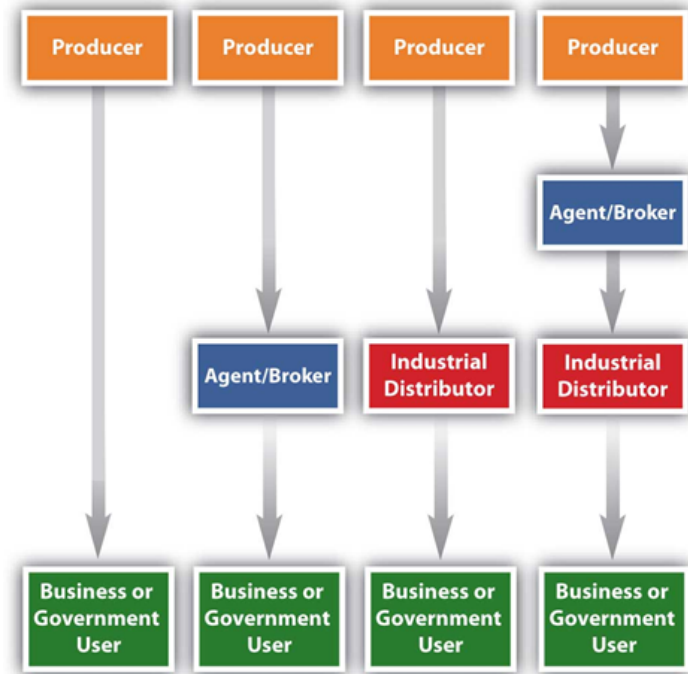 Producer
Producer
Producer
Producer
Agent/Broker
Agent/Broker
Industrial
Distributor
Industrial
Distributor
Business or
Government
User
Business or
Government
User
Business or
Government
User
Business or
Government
User